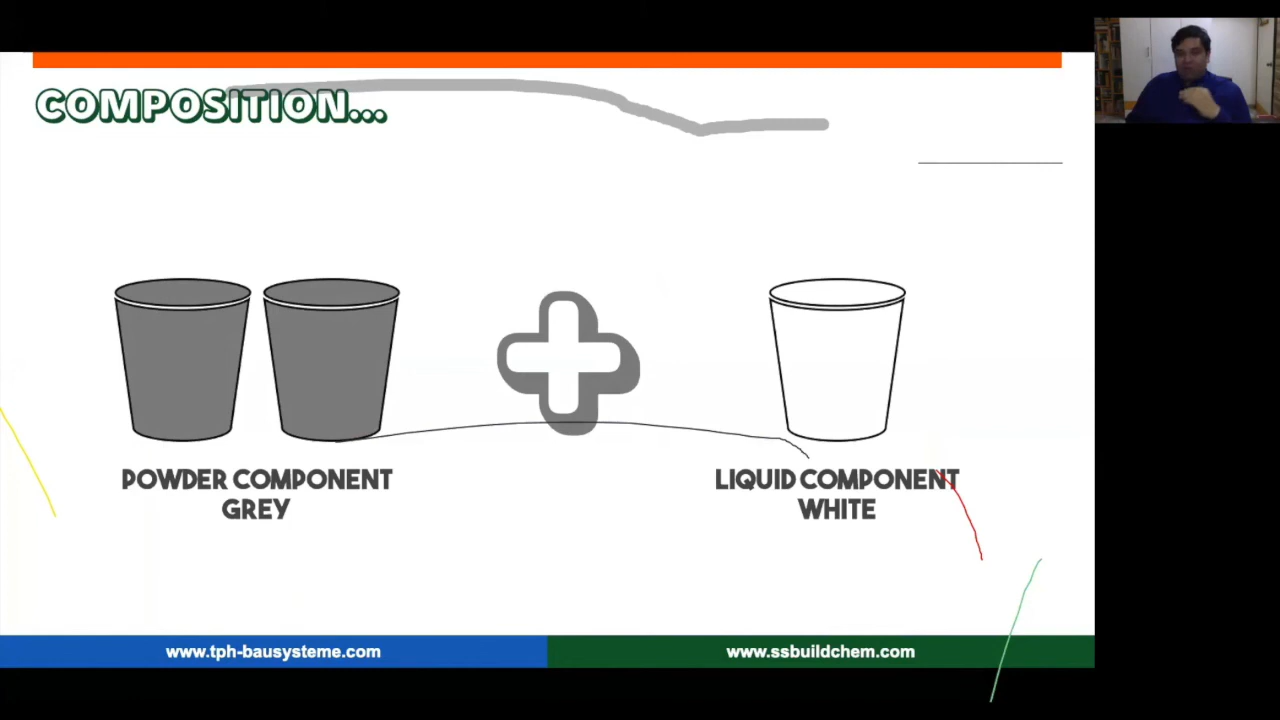 COMPOSITION...
POWDER COMPONENT
GREY
LIQUID COMPONENT
WHITE
www.tph-bausysteme.com
www.ssbuildchem.com